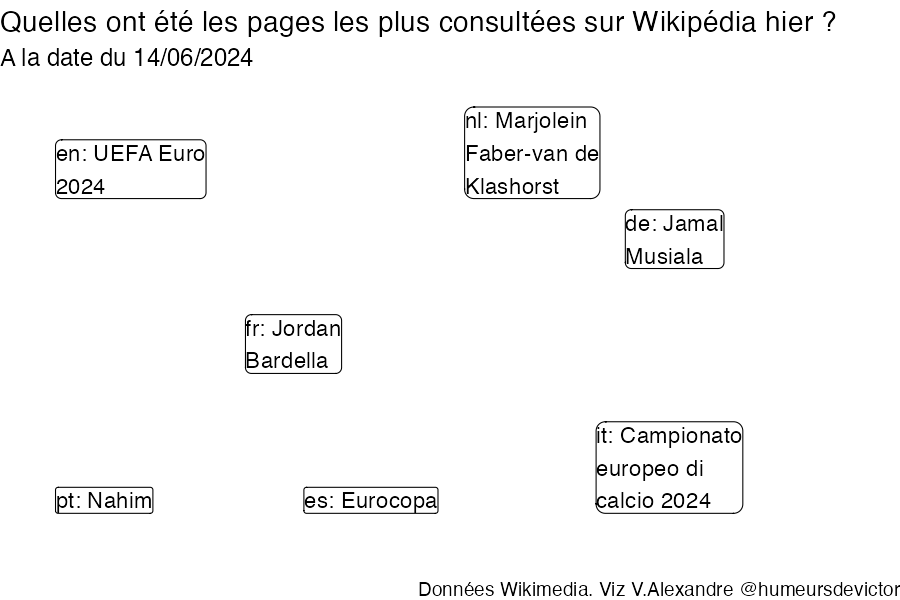 Quelles ont été les pages les plus consultées sur Wikipédia hier ?
A la date du 14/06/2024
en: UEFA Euro
2024
nl: Marjolein
Faber-van de
Klashorst
de: Jamal
Musiala
fr: Jordan
Bardella
it: Campionato
europeo di
calcio 2024
pt: Nahim
es: Eurocopa
Données Wikimedia. Viz V.Alexandre @humeursdevictor